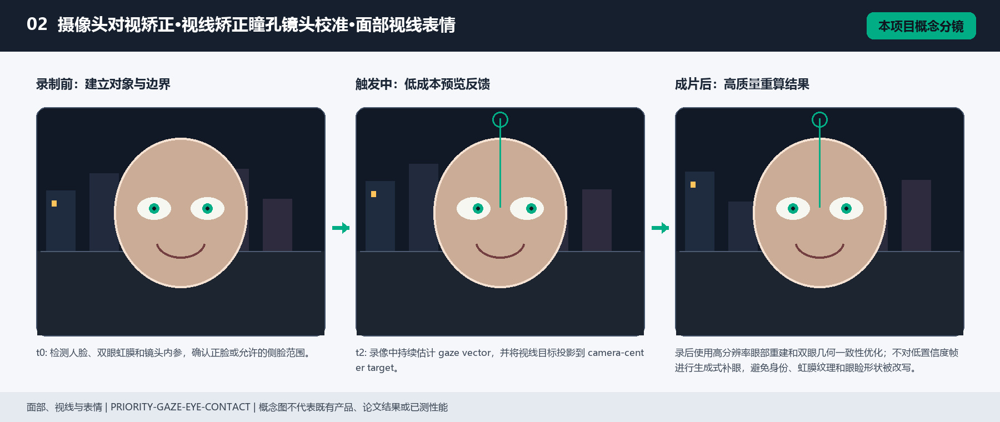 02 摄像头对视矫正•视线矫正瞳孔镜头校准•面部视线表情
本项目概念分镜
录制前：建立对象与边界
触发中：低成本预览反馈
成片后：高质量重算结果
t0: 检测人脸、双眼虹膜和镜头内参，确认正脸或允许的侧脸范围。
t2: 录像中持续估计 gaze vector，并将视线目标投影到 camera-cent
er target。
录后使用高分辨率眼部重建和双眼几何一致性优化；不对低置信度帧
进行生成式补眼，避免身份、虹膜纹理和眼睑形状被改写。
面部、视线与表情 | PRIORITY-GAZE-EYE-CONTACT | 概念图不代表既有产品、论文结果或已测性能